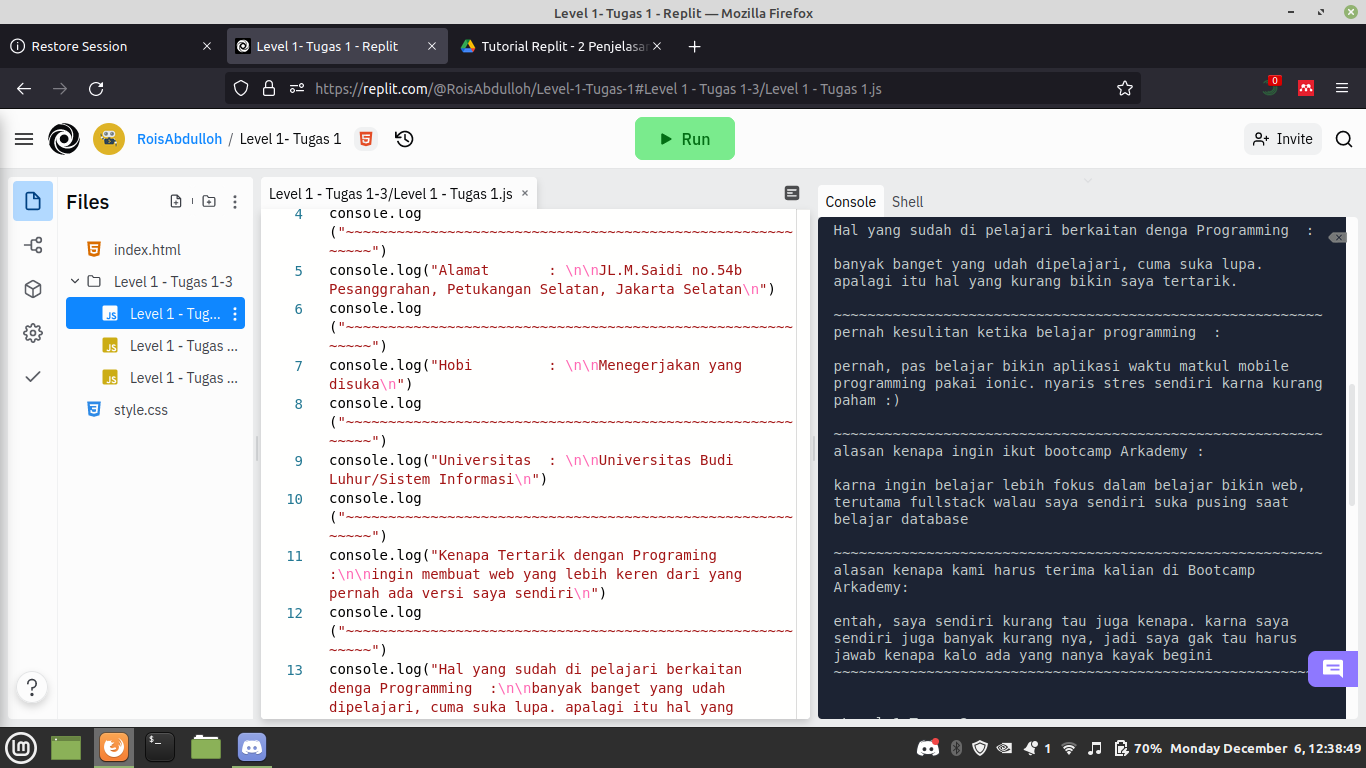 Level 1- Tugas 1 - Replit — Mozilla Firefox
Restore Session
Level 1- Tugas 1 - Replit
Tutorial Replit - 2 Penjelasa
https://replit.com/@RoisAbdulloh/Level-1-Tugas-1#Level 1 - Tugas 1-3/Level 1 - Tugas 1.js
0
RoisAbdulloh / Level 1- Tugas 1
Run
Invite
Files
index.html
Level 1 - Tugas 1-3
JS Level 1 - Tug...
JS Level 1 - Tugas ...
JS Level 1 - Tugas ...
style.css
?
Level 1 - Tugas 1-3/Level 1 - Tugas 1.js
4 console.log
("~~~~~~~~~~~~~~~~~~~~~~~~~~~~~~~~~~~~~~~~~~~~~~~~~~~~~
~~~~~")
5 console.log("Alamat       : \n\nJL.M.Saidi no.54b
Pesanggrahan, Petukangan Selatan, Jakarta Selatan\n")
6 console.log
("~~~~~~~~~~~~~~~~~~~~~~~~~~~~~~~~~~~~~~~~~~~~~~~~~~~~~
~~~~~")
7 console.log("Hobi         : \n\nMenegerjakan yang
disuka\n")
8 console.log
("~~~~~~~~~~~~~~~~~~~~~~~~~~~~~~~~~~~~~~~~~~~~~~~~~~~~~
~~~~~")
9 console.log("Universitas  : \n\nUniversitas Budi
Luhur/Sistem Informasi\n")
10 console.log
("~~~~~~~~~~~~~~~~~~~~~~~~~~~~~~~~~~~~~~~~~~~~~~~~~~~~~
~~~~~")
11 console.log("Kenapa Tertarik dengan Programing
:\n\ningin membuat web yang lebih keren dari yang
pernah ada versi saya sendiri\n")
12 console.log
("~~~~~~~~~~~~~~~~~~~~~~~~~~~~~~~~~~~~~~~~~~~~~~~~~~~~~
~~~~~")
13 console.log("Hal yang sudah di pelajari berkaitan
denga Programming  :\n\nbanyak banget yang udah
dipelajari, cuma suka lupa. apalagi itu hal yang
Console
Shell
Hal yang sudah di pelajari berkaitan denga Programming  :
banyak banget yang udah dipelajari, cuma suka lupa.
apalagi itu hal yang kurang bikin saya tertarik.
~~~~~~~~~~~~~~~~~~~~~~~~~~~~~~~~~~~~~~~~~~~~~~~~~~~~~~~~~~
pernah kesulitan ketika belajar programming  :
pernah, pas belajar bikin aplikasi waktu matkul mobile
programming pakai ionic. nyaris stres sendiri karna kurang
paham :)
~~~~~~~~~~~~~~~~~~~~~~~~~~~~~~~~~~~~~~~~~~~~~~~~~~~~~~~~~~
alasan kenapa ingin ikut bootcamp Arkademy :
karna ingin belajar lebih fokus dalam belajar bikin web,
terutama fullstack walau saya sendiri suka pusing saat
belajar database
~~~~~~~~~~~~~~~~~~~~~~~~~~~~~~~~~~~~~~~~~~~~~~~~~~~~~~~~~~
alasan kenapa kami harus terima kalian di Bootcamp
Arkademy:
entah, saya sendiri kurang tau juga kenapa. karna saya
sendiri juga banyak kurang nya, jadi saya gak tau harus
jawab kenapa kalo ada yang nanya kayak begini
~~~~~~~~~~~~~~~~~~~~~~~~~~~~~~~~~~~~~~~~~~~~~~~~~~~~~~~~~~
1 70% Monday December 6, 12:38:49